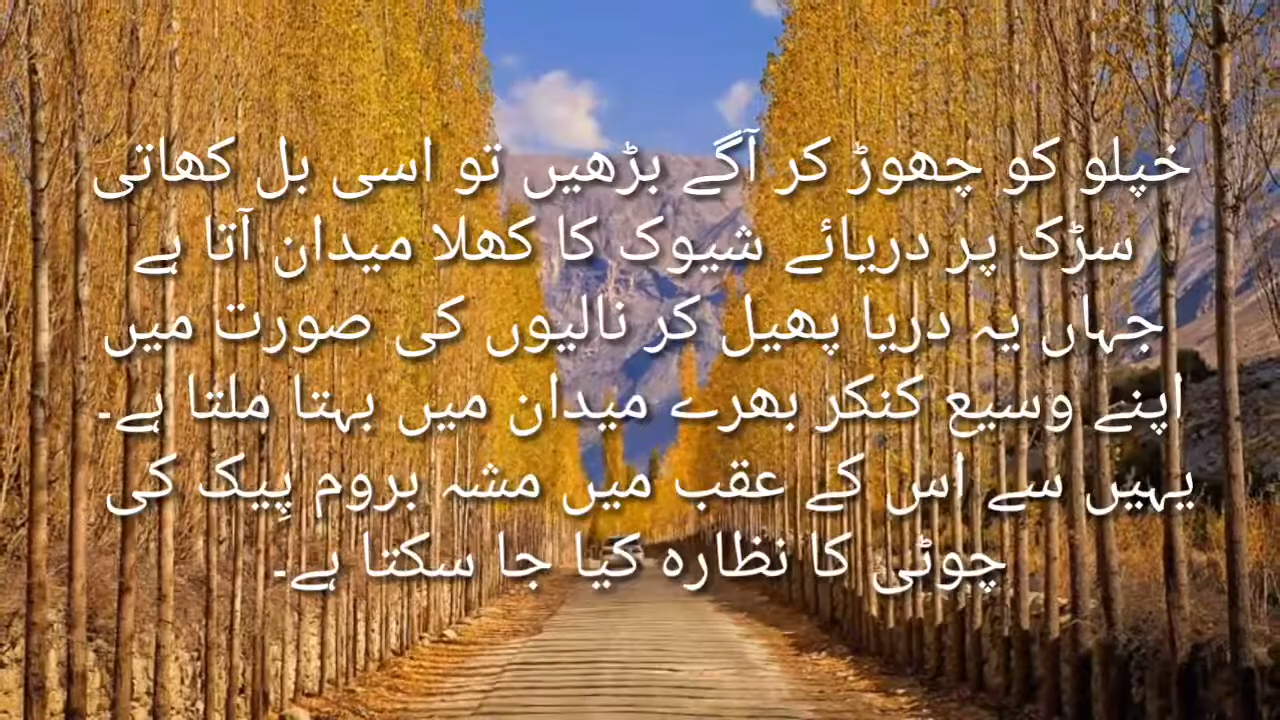 خپلو کو چھوڑ کر آگے بڑھیں تو اسی بل کھاتی
سڑک پر دریائے شیوک کا کھلا میدان آتا ہے
جہاں یہ دریا پھیل کر نالیوں کی صورت میں
اپنے وسیع کنکر بھرے میدان میں بہتا ملتا ہے۔
یہیں سے اس کے عقب میں مشہ بروم پِیک کی
چوٹی کا نظارہ کیا جا سکتا ہے۔